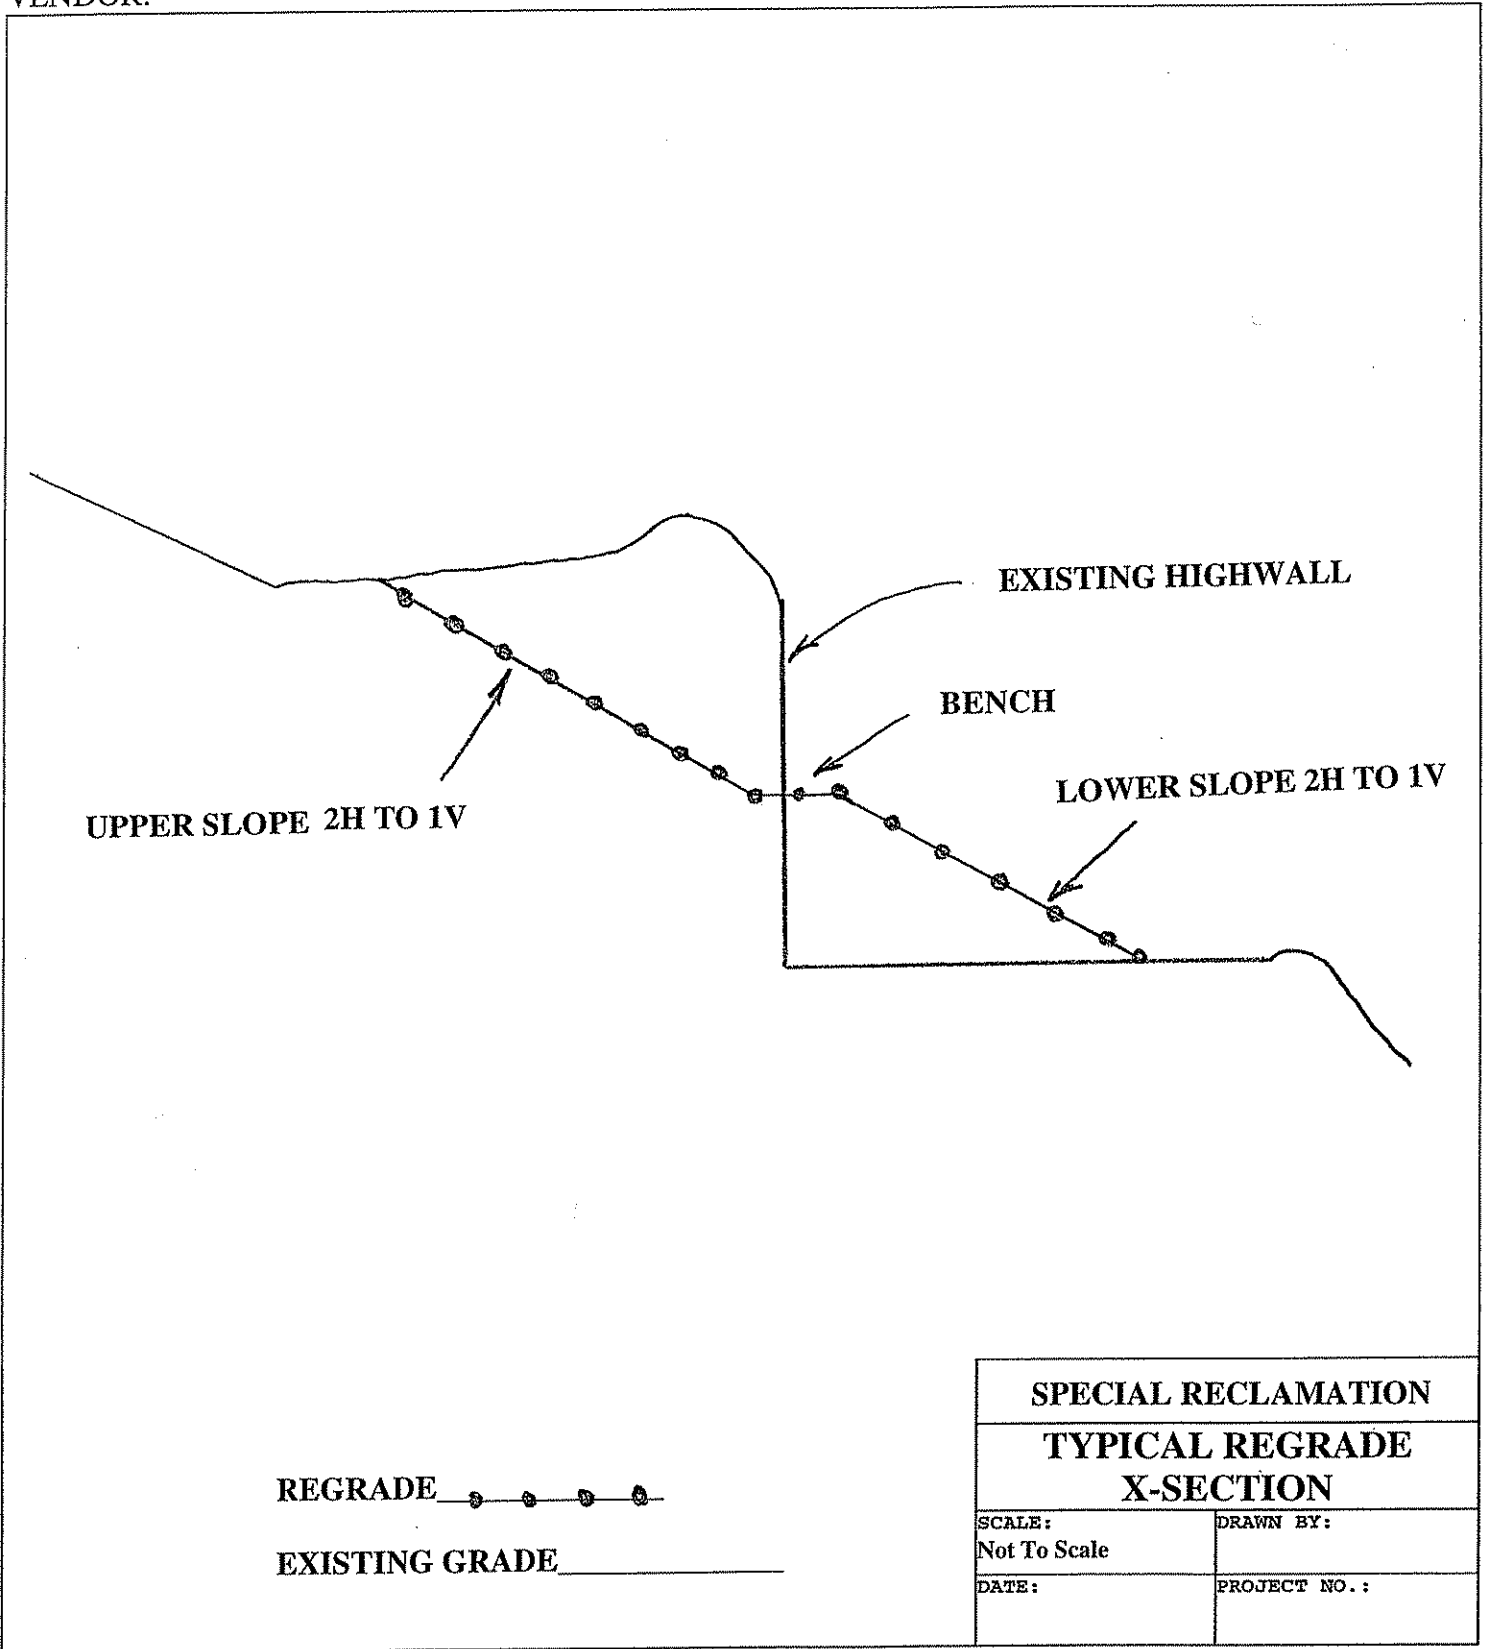 VENDOR:
EXISTING HIGHWALL
BENCH
LOWER SLOPE 2H TO 1V
UPPER SLOPE 2H TO 1V
REGRADE
EXISTING GRADE
SPECIAL RECLAMATION
TYPICAL REGRADE
X-SECTION
SCALE:
Not To Scale
DRAWN BY:
DATE:
PROJECT NO.: